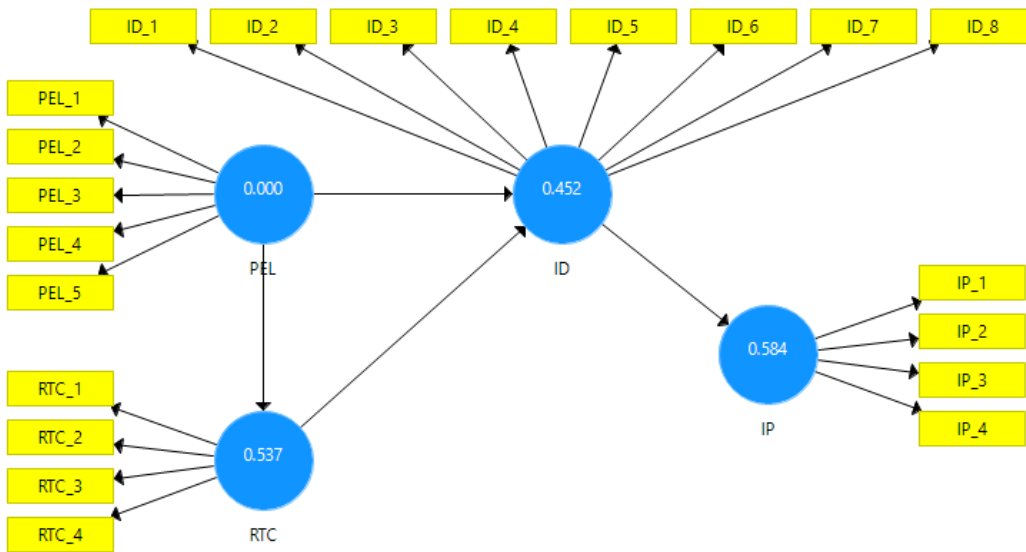 ID_1
ID_2
ID_3
ID_4
ID_5
ID_6
ID_7
ID_8
PEL_1
PEL_2
PEL_3
PEL_4
PEL_5
0.000
PEL
0.452
ID
IP_1
IP_2
IP_3
IP_4
0.584
IP
RTC_1
RTC_2
RTC_3
RTC_4
0.537
RTC